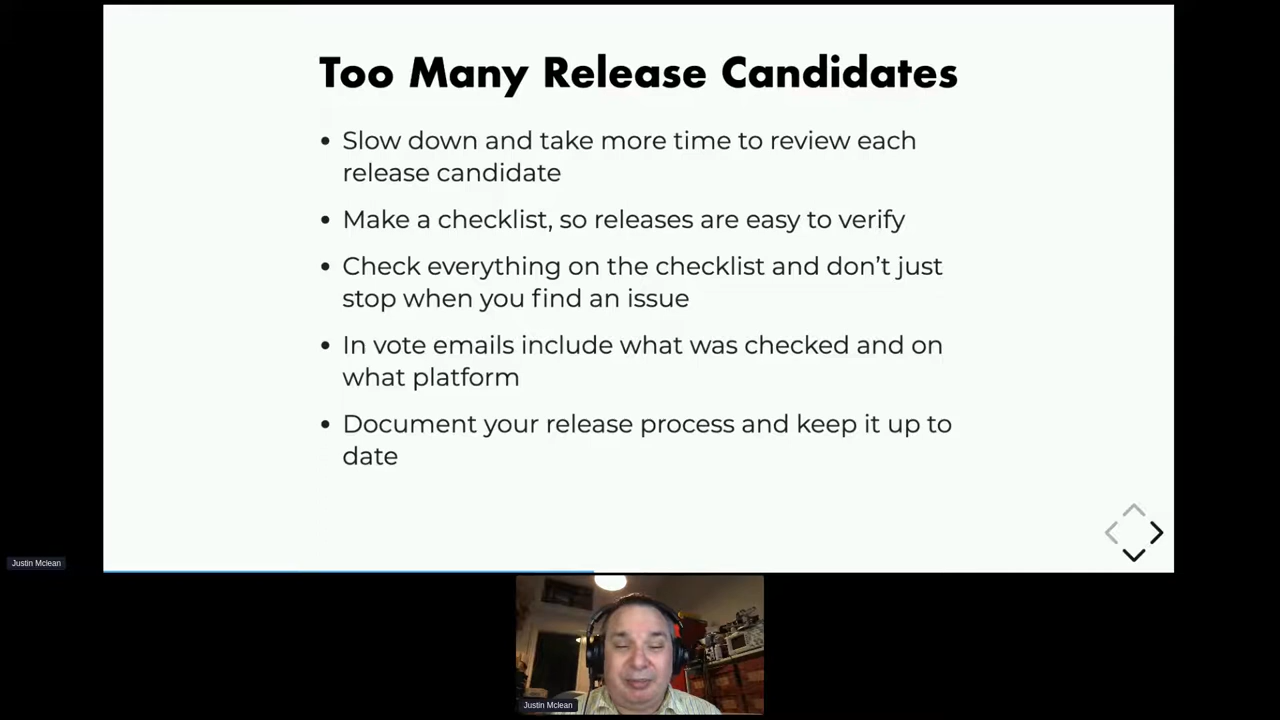 Too Many Release Candidates
• Slow down and take more time to review each
release candidate
• Make a checklist, so releases are easy to verify
• Check everything on the checklist and don’t just
stop when you find an issue
• In vote emails include what was checked and on
what platform
• Document your release process and keep it up to
date
Justin Mclean
Justin Mclean